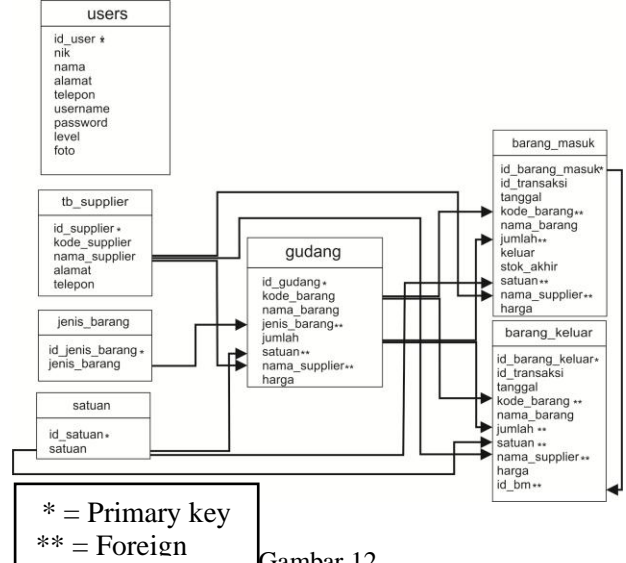 users
id_user *
nik
nama
alamat
telepon
username
password
level
foto
tb_supplier
id_supplier *
kode_supplier
nama_supplier
alamat
telepon
jenis_barang
id_jenis_barang *
jenis_barang
satuan
id_satuan *
satuan
gudang
id_gudang *
kode_barang
nama_barang
jenis_barang**
jumlah
satuan**
nama_supplier**
harga
barang_masuk
id_barang_masuk*
id_transaksi
tanggal
kode_barang**
nama_barang
jumlah**
keluar
stok_akhir
satuan**
nama_supplier**
harga
barang_keluar
id_barang_keluar*
id_transaksi
tanggal
kode_barang **
nama_barang
jumlah **
satuan **
nama_supplier**
harga
id_bm**
* = Primary key
** = Foreign
Gambar 12